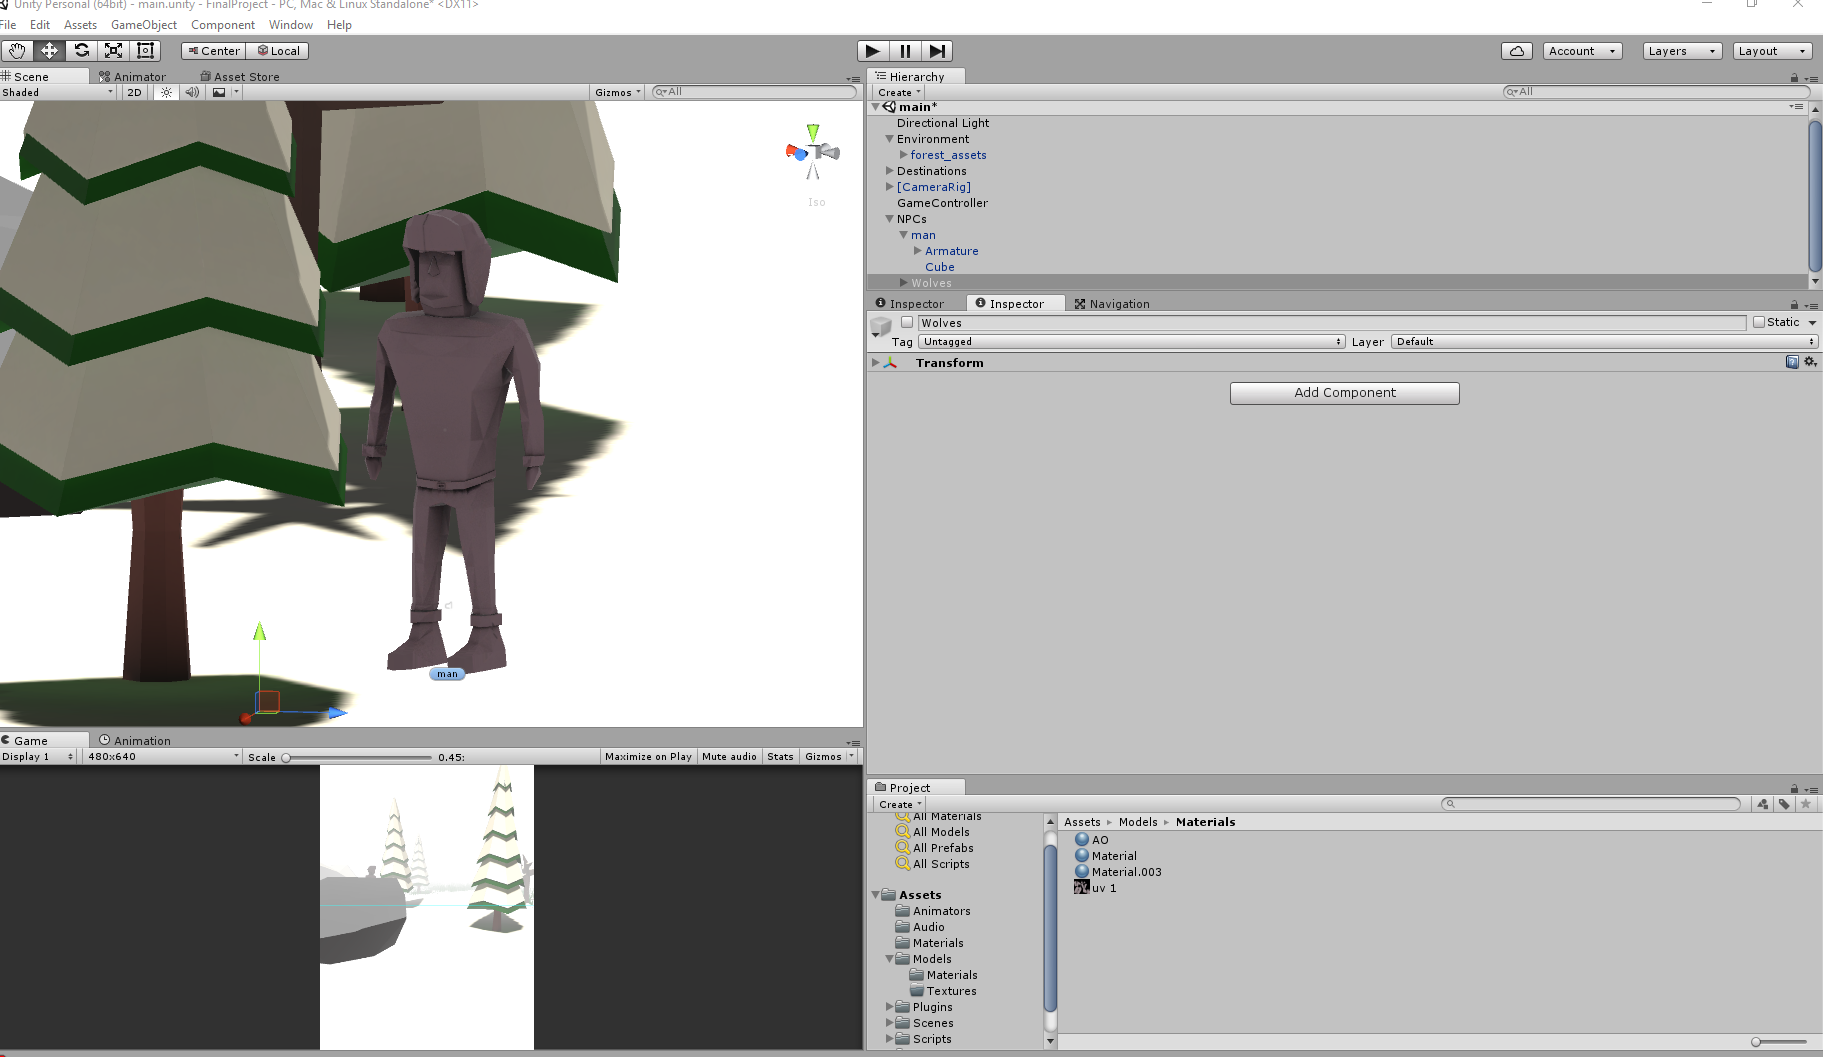 Unity Personal (64bit) - main.unity - FinalProject - PC, Mac & Linux Standalone* <DX11>
File Edit Assets GameObject Component Window Help
Center Local Account Layers Layout
Scene Animator Asset Store
Shaded 2D Gizmos All
Iso
man
Hierarchy
Create All
main*
Directional Light
Environment
forest_assets
Destinations
[CameraRig]
GameController
NPCs
man
Armature
Cube
Wolves
Inspector Inspector Navigation
Wolves Static
Tag Untagged Layer Default
Transform
Add Component
Game Animation
Display 1 480x640 Scale 0.45: Maximize on Play Mute audio Stats Gizmos
Project
Create
All Materials
All Models
All Prefabs
All Scripts
Assets
Animators
Audio
Materials
Models
Materials
Textures
Plugins
Scenes
Scripts
Assets Models Materials
AO
Material
Material.003
uv 1